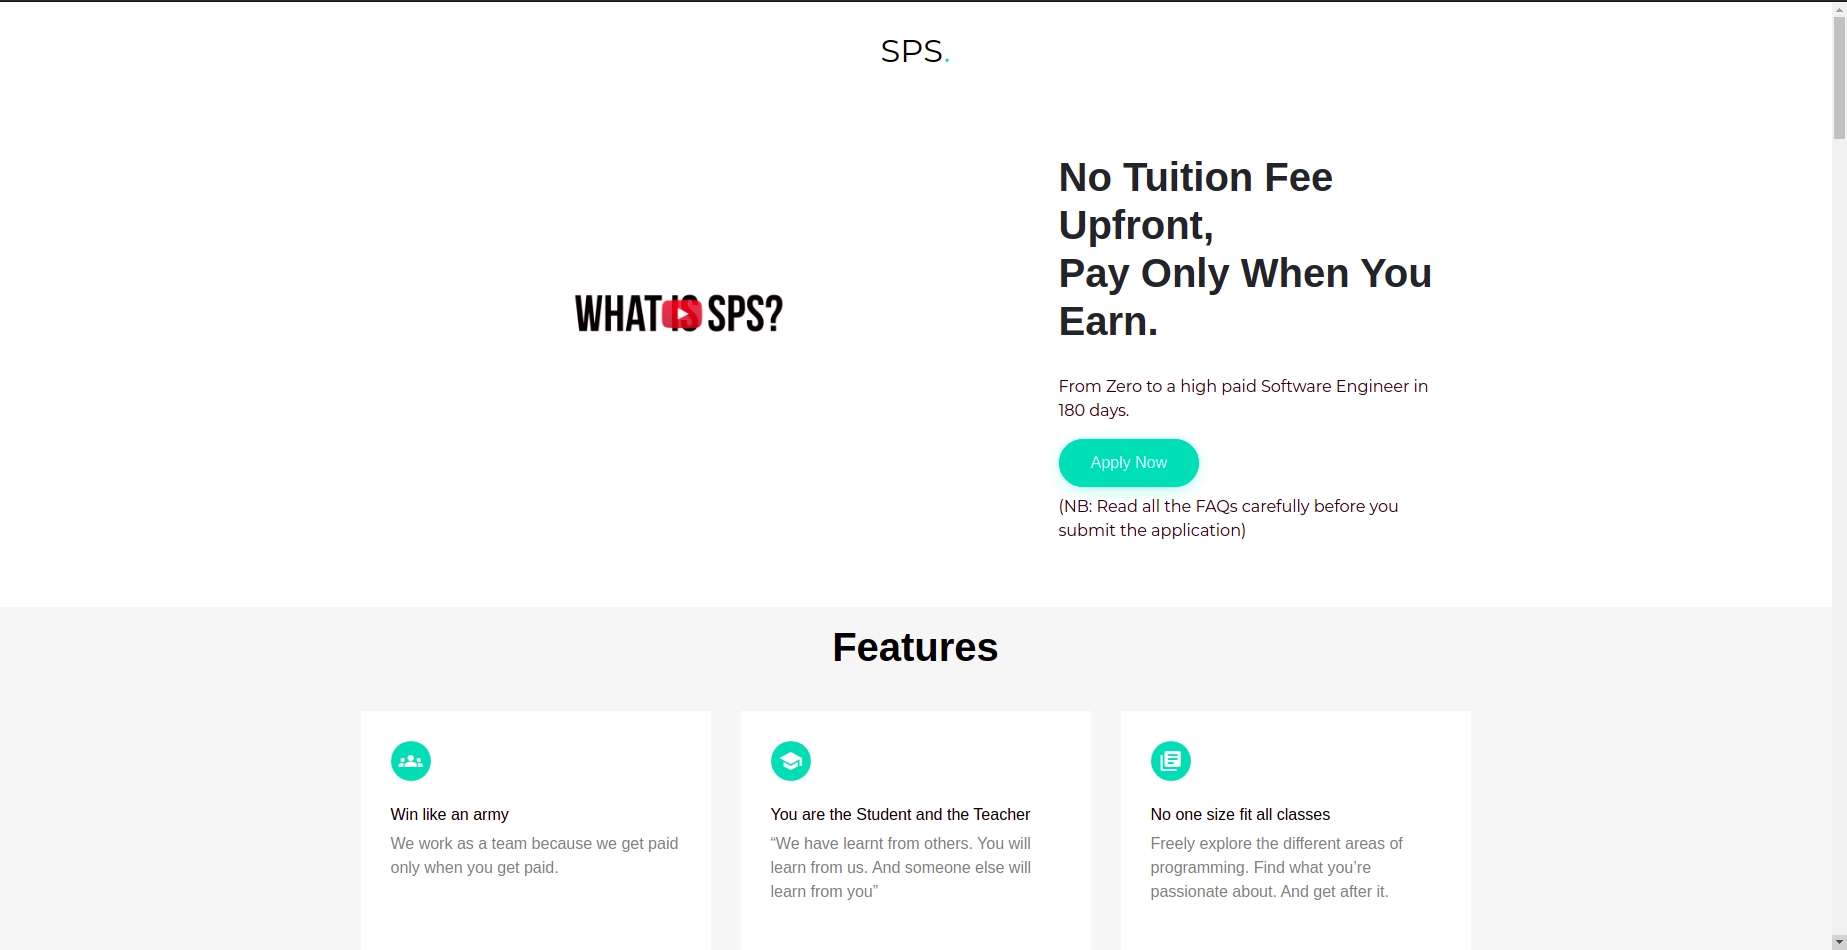 SPS.
WHAT IS SPS?
No Tuition Fee
Upfront,
Pay Only When You
Earn.
From Zero to a high paid Software Engineer in
180 days.
Apply Now
(NB: Read all the FAQs carefully before you
submit the application)
Features
Win like an army
We work as a team because we get paid
only when you get paid.
You are the Student and the Teacher
“We have learnt from others. You will
learn from us. And someone else will
learn from you”
No one size fit all classes
Freely explore the different areas of
programming. Find what you’re
passionate about. And get after it.